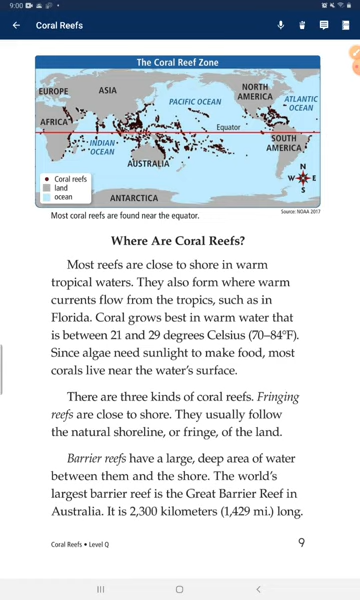 9:00
Coral Reefs
The Coral Reef Zone
EUROPE
ASIA
NORTH
AMERICA
ATLANTIC
OCEAN
PACIFIC OCEAN
AFRICA
Equator
INDIAN
OCEAN
SOUTH
AMERICA
AUSTRALIA
N
W E
S
Coral reefs
land
ocean
ANTARCTICA
Most coral reefs are found near the equator.
Source: NOAA 2017
Where Are Coral Reefs?
Most reefs are close to shore in warm
tropical waters. They also form where warm
currents flow from the tropics, such as in
Florida. Coral grows best in warm water that
is between 21 and 29 degrees Celsius (70–84°F).
Since algae need sunlight to make food, most
corals live near the water's surface.
There are three kinds of coral reefs. Fringing
reefs are close to shore. They usually follow
the natural shoreline, or fringe, of the land.
Barrier reefs have a large, deep area of water
between them and the shore. The world's
largest barrier reef is the Great Barrier Reef in
Australia. It is 2,300 kilometers (1,429 mi.) long.
Coral Reefs • Level Q
9